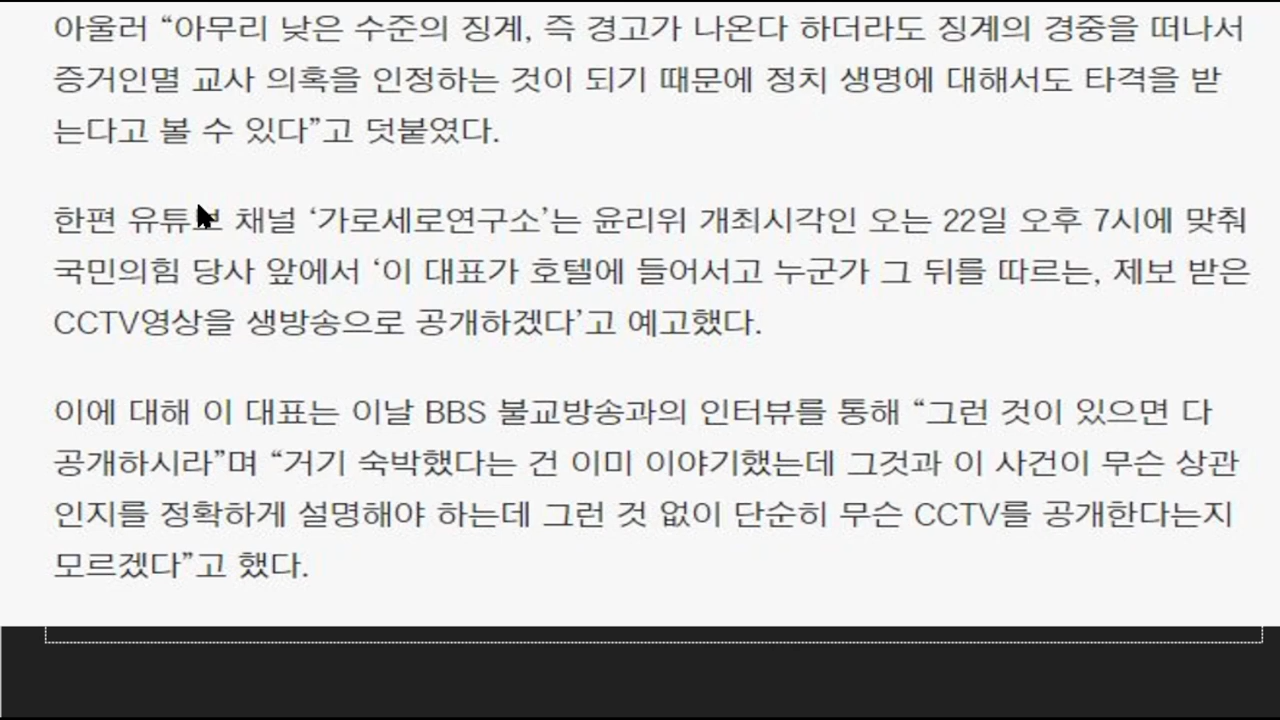 아울러 “아무리 낮은 수준의 징계, 즉 경고가 나온다 하더라도 징계의 경중을 떠나서
증거인멸 교사 의혹을 인정하는 것이 되기 때문에 정치 생명에 대해서도 타격을 받
는다고 볼 수 있다”고 덧붙였다.
한편 유튜브 채널 ‘가로세로연구소’는 윤리위 개최시각인 오는 22일 오후 7시에 맞춰
국민의힘 당사 앞에서 ‘이 대표가 호텔에 들어서고 누군가 그 뒤를 따르는, 제보 받은
CCTV영상을 생방송으로 공개하겠다’고 예고했다.
이에 대해 이 대표는 이날 BBS 불교방송과의 인터뷰를 통해 “그런 것이 있으면 다
공개하시라”며 “거기 숙박했다는 건 이미 이야기했는데 그것과 이 사건이 무슨 상관
인지를 정확하게 설명해야 하는데 그런 것 없이 단순히 무슨 CCTV를 공개한다는지
모르겠다”고 했다.